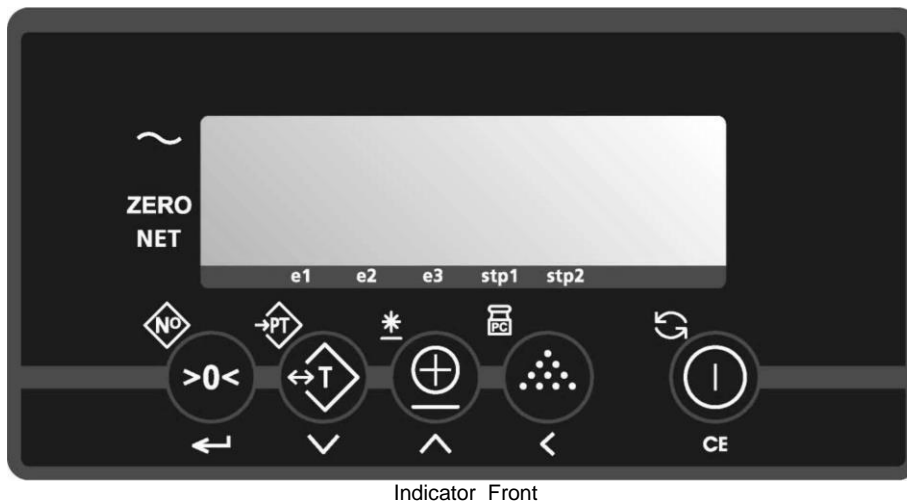 ZERO
NET
e1 e2 e3 stp1 stp2
Nº →PT * PC
>0< ↔T
CE
Indicator Front